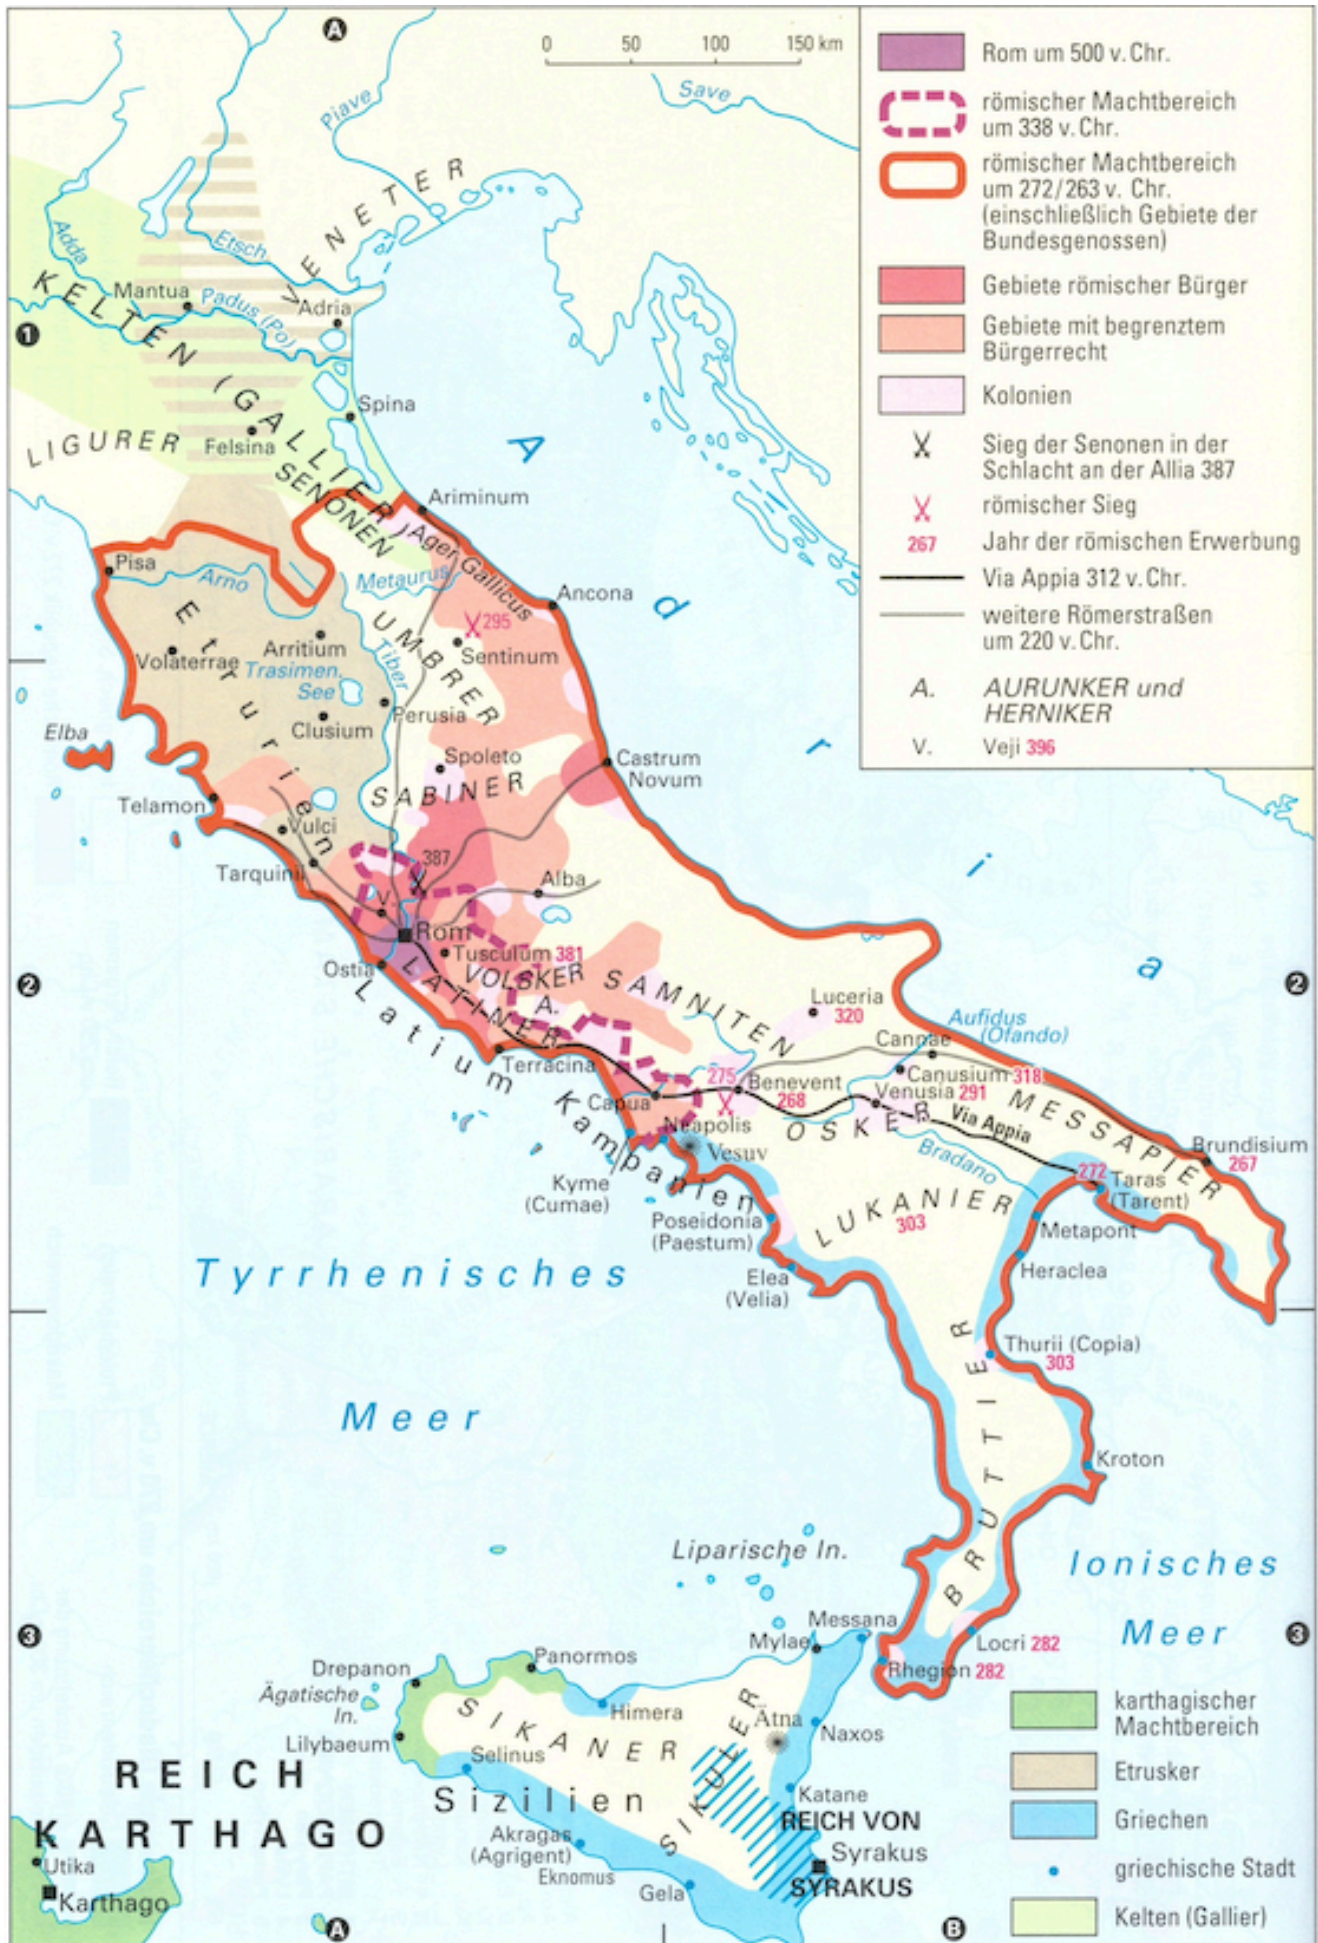 A
0 50 100 150 km
Rom um 500 v. Chr.
römischer Machtbereich
um 338 v. Chr.
römischer Machtbereich
um 272/263 v. Chr.
(einschließlich Gebiete der
Bundesgenossen)
Gebiete römischer Bürger
Gebiete mit begrenztem
Bürgerrecht
Kolonien
Sieg der Senonen in der
Schlacht an der Allia 387
römischer Sieg
267 Jahr der römischen Erwerbung
Via Appia 312 v. Chr.
weitere Römerstraßen
um 220 v. Chr.
A. AURUNKER und
HERNIKER
V. Veji 396
Piave
Save
VENETER
Adda
Etsch
KELTEN (GALLIER)
Mantua
Padus (Po)
Adria
1
Spina
LIGURER
Felsina
SENONEN
Adria
Ariminum
Ager Gallicus
Pisa
Arno
Metaurus
Ancona
Etrurien
UMBRER
295
Sentinum
Volaterrae
Arritium
Trasimen.
See
Tiber
Clusium
Perusia
Elba
Spoleto
Castrum
Novum
SABINER
Telamon
Vulci
Tarquinii
387
Alba
V.
Rom
Tusculum 381
Ostia
LATINER
VOLSKER
A.
SAMNITEN
Luceria
320
2
2
Latium
Aufidus
(Ofando)
Cannae
Terracina
Canusium 318
275
Benevent
268
Venusia 291
Capua
MESSAPIER
OSKER
Via Appia
Neapolis
Vesuv
Kampanien
Bradano
Brundisium
267
Kyme
(Cumae)
272
Taras
(Tarent)
LUKANIER
303
Poseidonia
(Paestum)
Metapont
Heraclea
Elea
(Velia)
Tyrrhenisches
Meer
Thurii (Copia)
303
BRUTTIER
Kroton
Liparische In.
Ionisches
Meer
3
3
Messana
Mylae
Locri 282
Rhegion 282
Panormos
Drepanon
Ägatische
In.
Himera
SIKANER
SIKULER
Ätna
Naxos
Lilybaeum
Selinus
Sizilien
Katane
REICH
KARTHAGO
REICH VON
SYRAKUS
Syrakus
Akragas
(Agrigent)
Eknomus
Gela
Utika
Karthago
karthagischer
Machtbereich
Etrusker
Griechen
griechische Stadt
Kelten (Gallier)
A
B